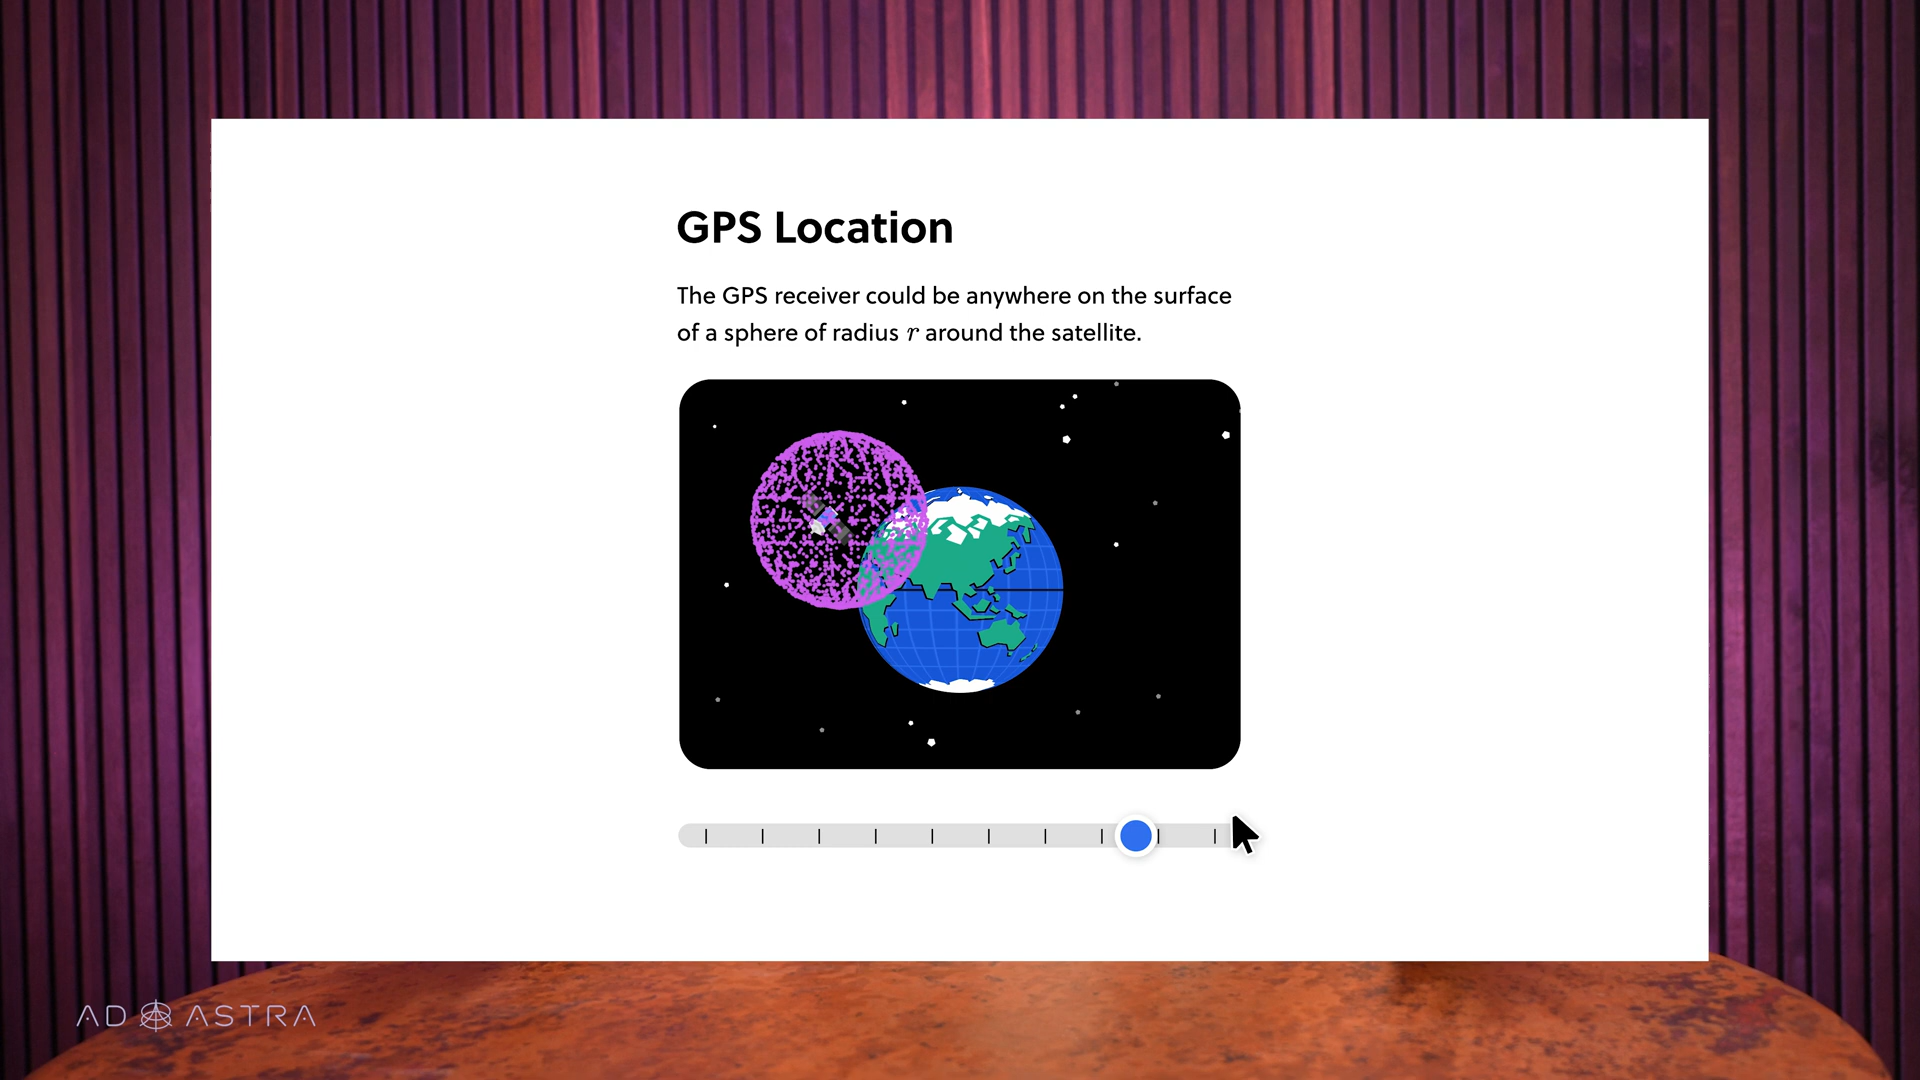 GPS Location
The GPS receiver could be anywhere on the surface
of a sphere of radius r around the satellite.
AD ASTRA